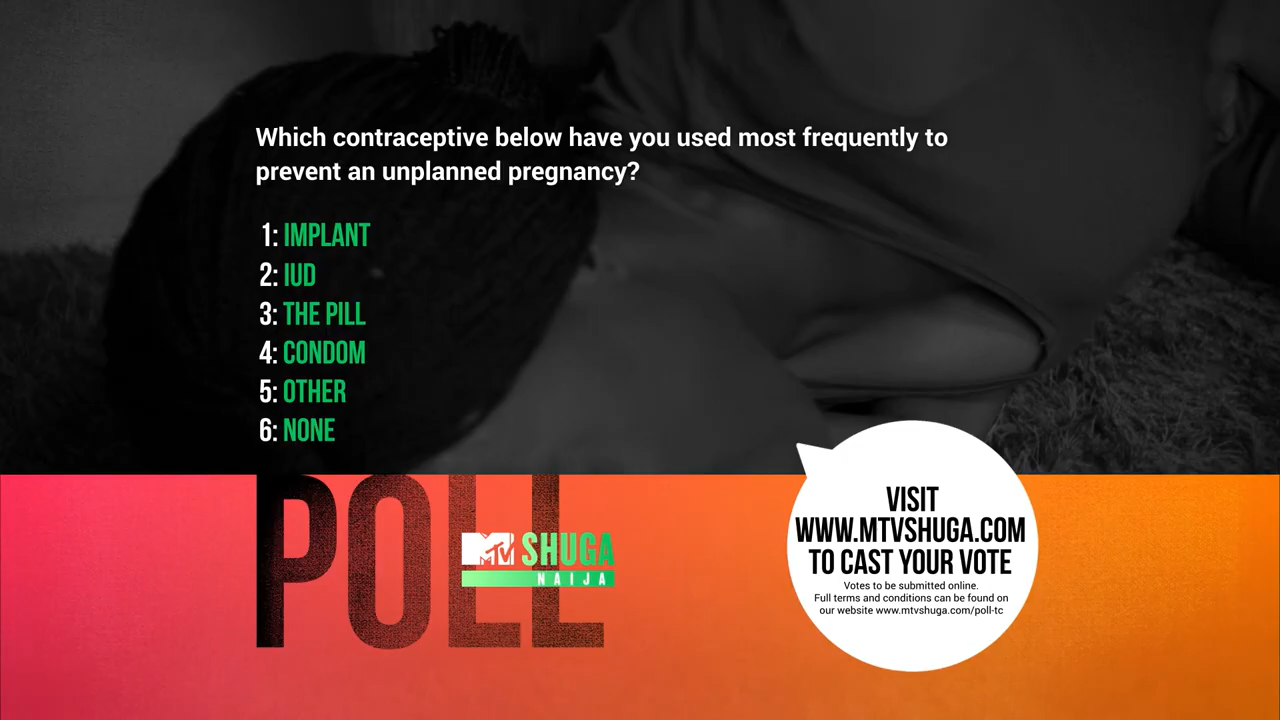 Which contraceptive below have you used most frequently to
prevent an unplanned pregnancy?
1: IMPLANT
2: IUD
3: THE PILL
4: CONDOM
5: OTHER
6: NONE
POLL
MTV SHUGA
NAIJA
VISIT
WWW.MTVSHUGA.COM
TO CAST YOUR VOTE
Votes to be submitted online.
Full terms and conditions can be found on
our website www.mtvshuga.com/poll-tc